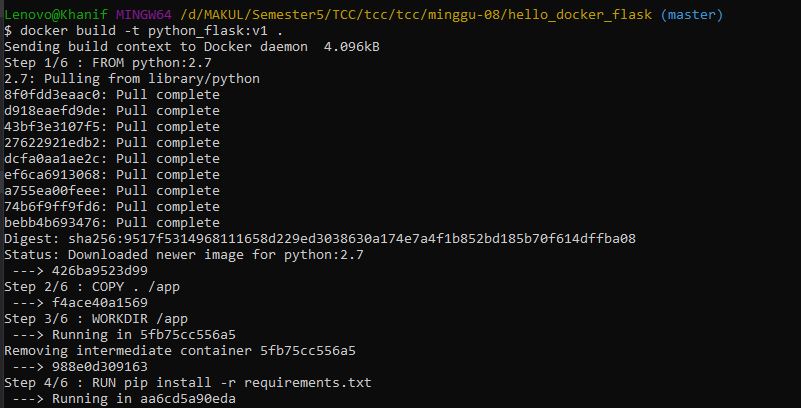 Lenovo@Khanif MINGW64 /d/MAKUL/Semester5/TCC/tcc/tcc/minggu-08/hello_docker_flask (master)
$ docker build -t python_flask:v1 .
Sending build context to Docker daemon  4.096kB
Step 1/6 : FROM python:2.7
2.7: Pulling from library/python
8f0fdd3eaac0: Pull complete
d918eaefd9de: Pull complete
43bf3e3107f5: Pull complete
27622921edb2: Pull complete
dcfa0aa1ae2c: Pull complete
ef6ca6913068: Pull complete
a755ea00feee: Pull complete
74b6f9ff9fd6: Pull complete
bebb4b693476: Pull complete
Digest: sha256:9517f5314968111658d229ed3038630a174e7a4f1b852bd185b70f614dffba08
Status: Downloaded newer image for python:2.7
 ---> 426ba9523d99
Step 2/6 : COPY . /app
 ---> f4ace40a1569
Step 3/6 : WORKDIR /app
 ---> Running in 5fb75cc556a5
Removing intermediate container 5fb75cc556a5
 ---> 988e0d309163
Step 4/6 : RUN pip install -r requirements.txt
 ---> Running in aa6cd5a90eda